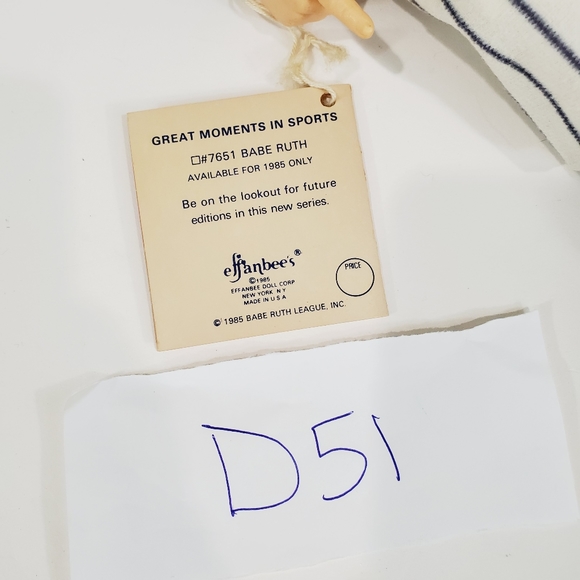 GREAT MOMENTS IN SPORTS
□#7651 BABE RUTH
AVAILABLE FOR 1985 ONLY
Be on the lookout for future
editions in this new series.
effanbee's®
©1985
EFFANBEE DOLL CORP
NEW YORK N Y
MADE IN U S A
PRICE
© 1985 BABE RUTH LEAGUE, INC.
D51